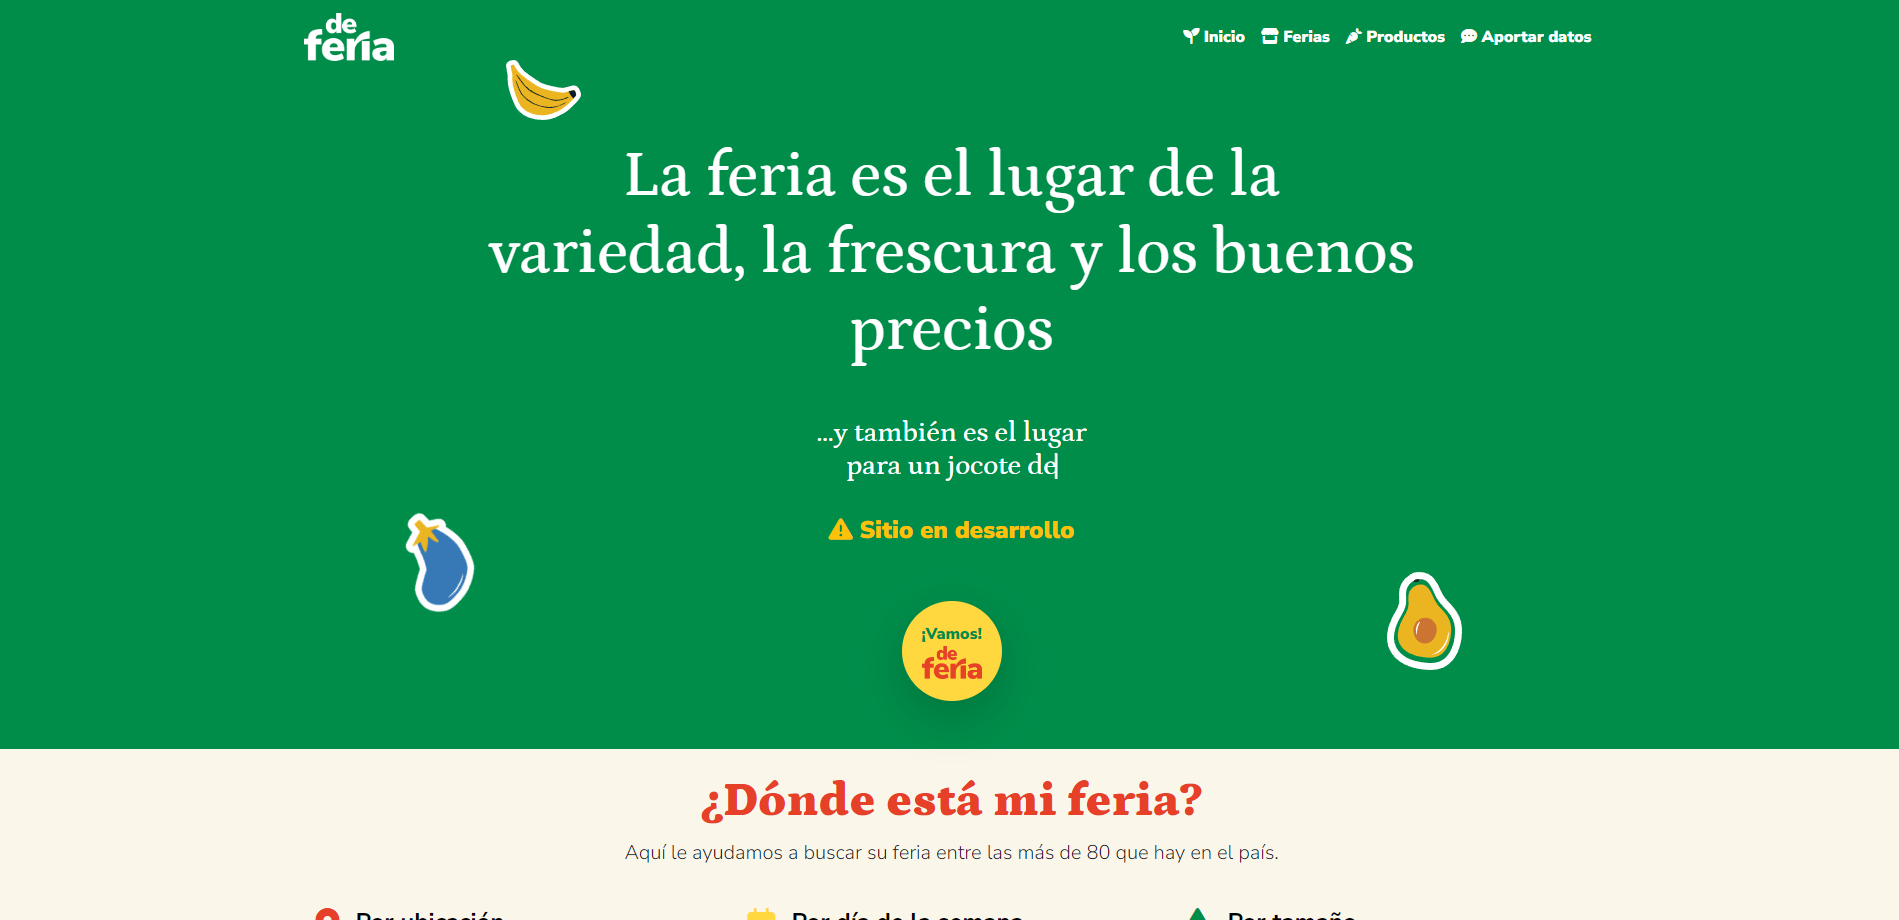 de
feria
Inicio Ferias Productos Aportar datos
La feria es el lugar de la
variedad, la frescura y los buenos
precios
...y también es el lugar
para un jocote de
Sitio en desarrollo
¡Vamos!
de
feria
¿Dónde está mi feria?
Aquí le ayudamos a buscar su feria entre las más de 80 que hay en el país.
Por ubicación Por día de la semana Por tamaño